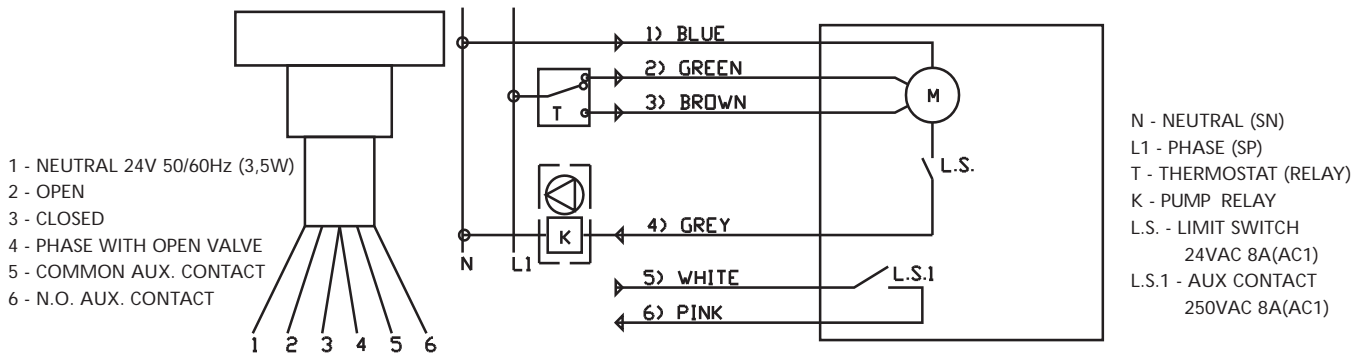 1 - NEUTRAL 24V 50/60Hz (3,5W)
2 - OPEN
3 - CLOSED
4 - PHASE WITH OPEN VALVE
5 - COMMON AUX. CONTACT
6 - N.O. AUX. CONTACT
1 2 3 4 5 6
1) BLUE
2) GREEN
3) BROWN
T
M
L.S.
K
4) GREY
N L1
5) WHITE
L.S.1
6) PINK
N - NEUTRAL (SN)
L1 - PHASE (SP)
T - THERMOSTAT (RELAY)
K - PUMP RELAY
L.S. - LIMIT SWITCH
24VAC 8A(AC1)
L.S.1 - AUX CONTACT
250VAC 8A(AC1)